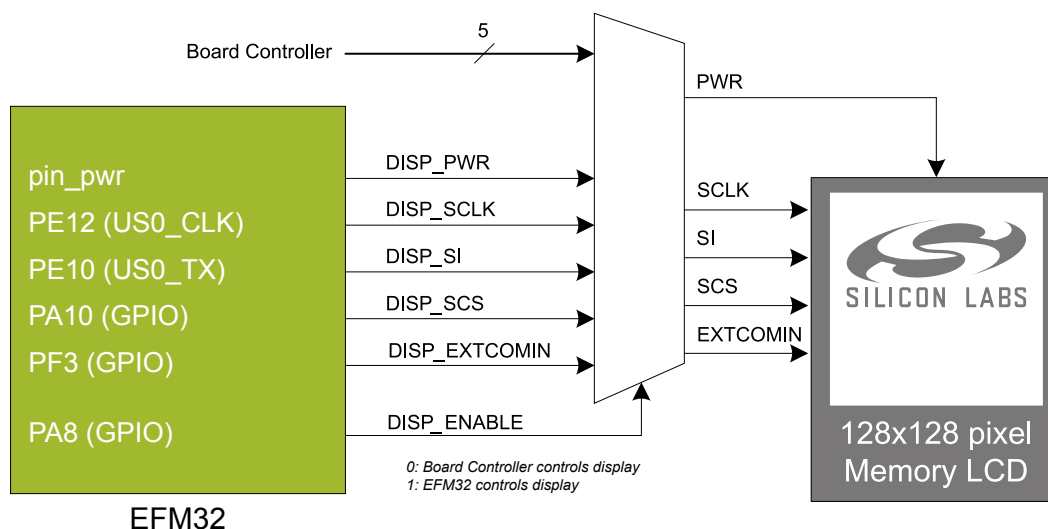 5
Board Controller
PWR
pin_pwr
DISP_PWR
PE12 (US0_CLK)
DISP_SCLK
SCLK
PE10 (US0_TX)
DISP_SI
SI
PA10 (GPIO)
DISP_SCS
SCS
PF3 (GPIO)
DISP_EXTCOMIN
EXTCOMIN
PA8 (GPIO)
DISP_ENABLE
0: Board Controller controls display
1: EFM32 controls display
SILICON LABS
128x128 pixel
Memory LCD
EFM32